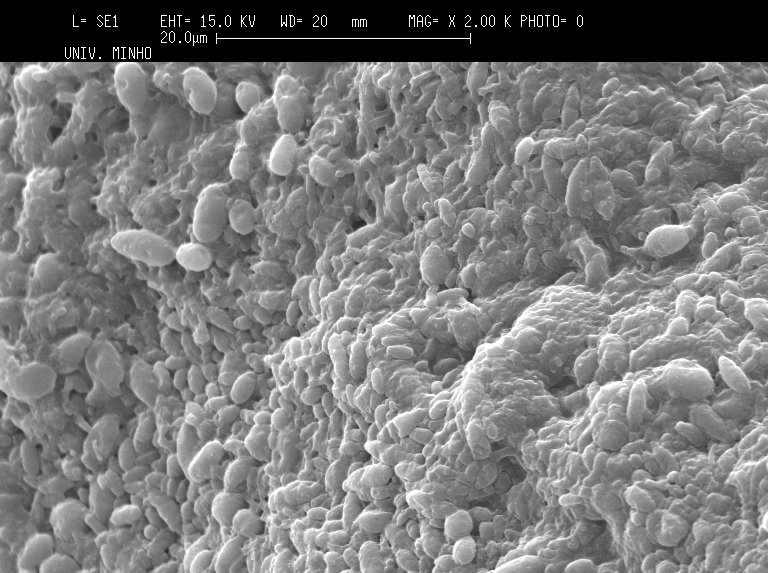 L= SE1 EHT= 15.0 KV WD= 20 mm MAG= X 2.00 K PHOTO= 0
20.0µm
UNIV. MINHO